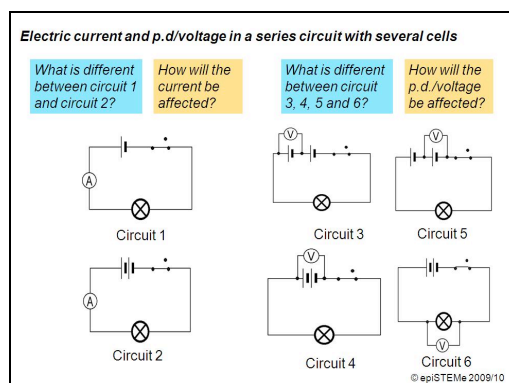 Electric current and p.d/voltage in a series circuit with several cells
What is different
between circuit 1
and circuit 2?
How will the
current be
affected?
What is different
between circuit
3, 4, 5 and 6?
How will the
p.d./voltage
be affected?
A
Circuit 1
V
Circuit 3
V
Circuit 5
A
Circuit 2
V
Circuit 4
V
Circuit 6
© epiSTEMe 2009/10